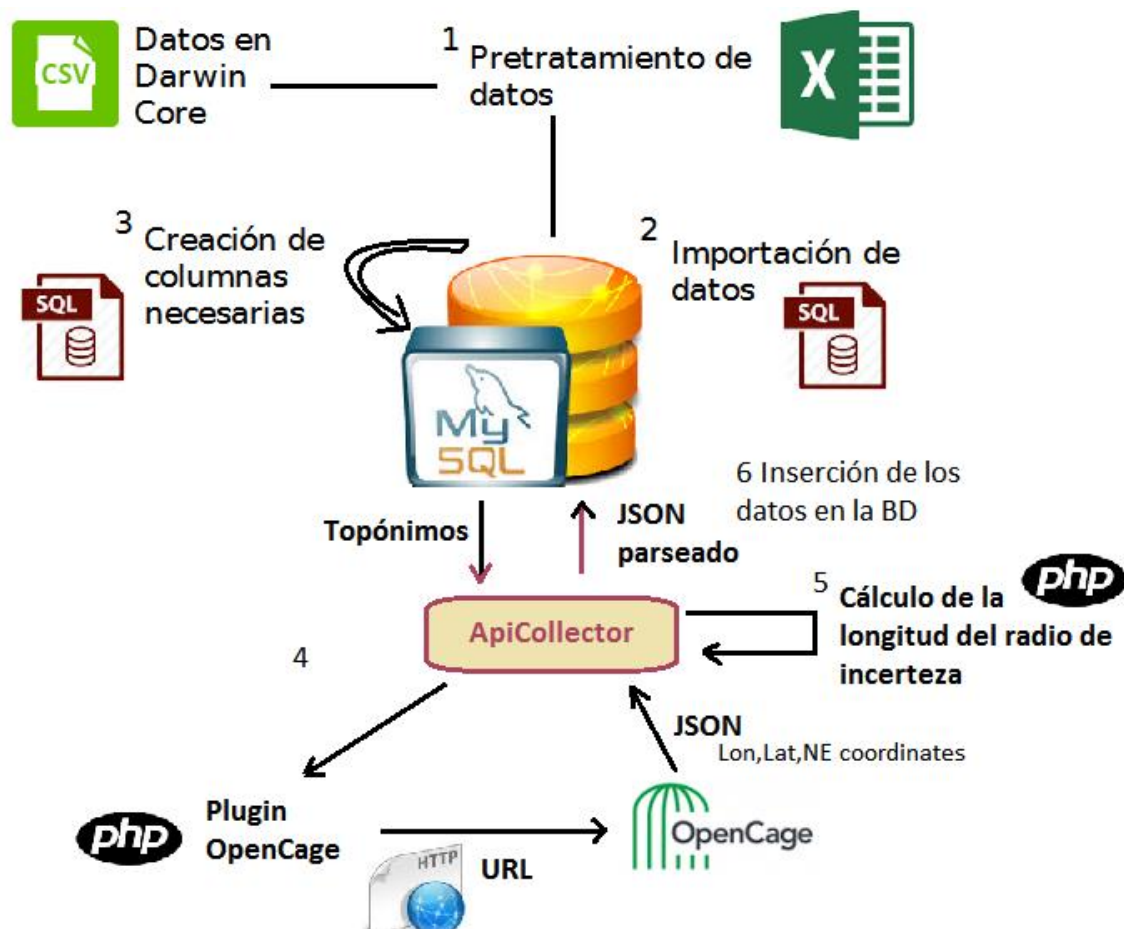 CSV
Datos en
Darwin
Core
1
Pretratamiento de
datos
X
3
Creación de
columnas
necesarias
SQL
2
Importación de
datos
SQL
My
SQL
6 Inserción de los
datos en la BD
Topónimos
JSON
parseado
ApiCollector
5
Cálculo de la
longitud del radio de
incerteza
php
4
JSON
Lon,Lat,NE coordinates
php
Plugin
OpenCage
HTTP
URL
OpenCage